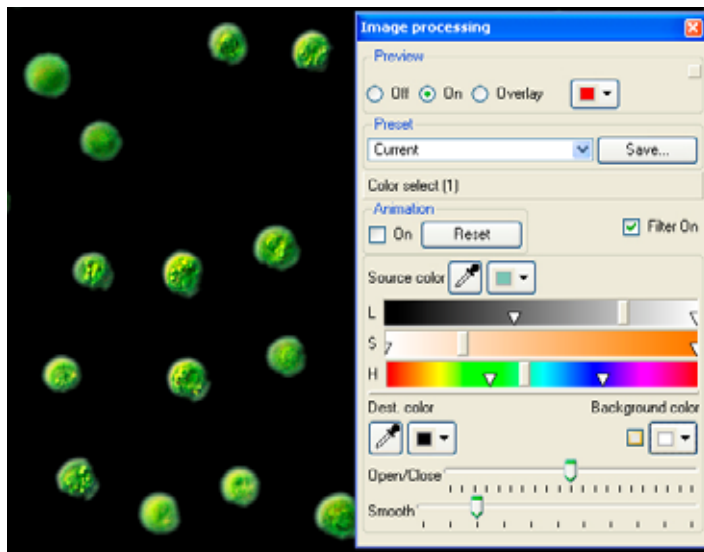 Image processing
Preview
Off On Overlay
Preset
Current Save...
Color select (1)
Animation
On Reset Filter On
Source color
L
S
H
Dest. color Background color
Open/Close
Smooth